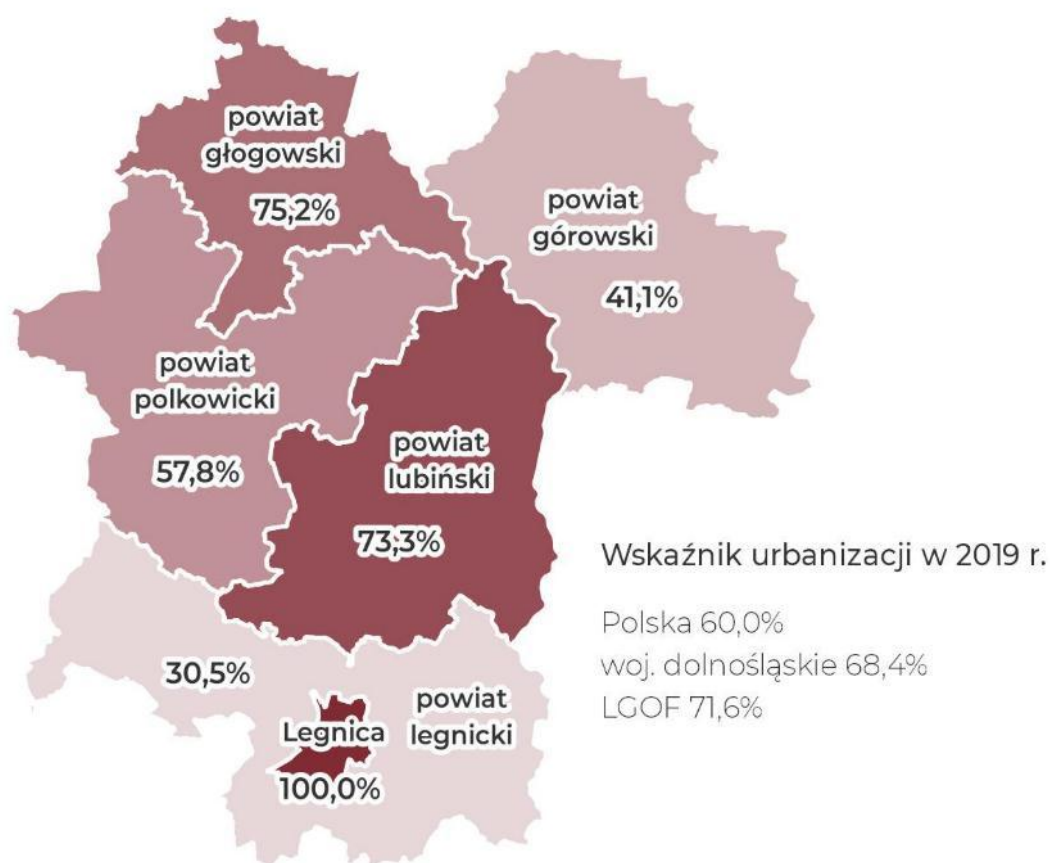 powiat
głogowski
75,2%
powiat
górowski
41,1%
powiat
polkowicki
57,8%
powiat
lubiński
73,3%
Wskaźnik urbanizacji w 2019 r.
Polska 60,0%
woj. dolnośląskie 68,4%
LGOF 71,6%
30,5%
powiat
legnicki
Legnica
100,0%